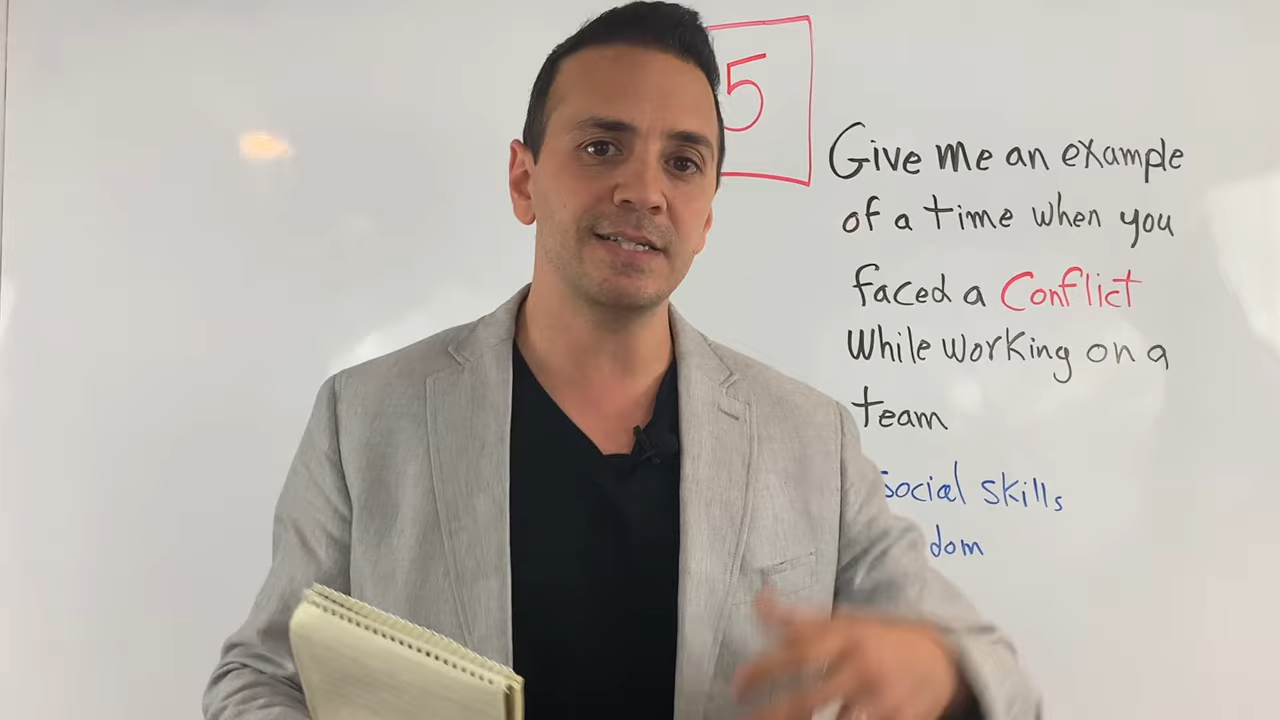 5
Give me an example
of a time when you
faced a Conflict
While working on a
team
Social skills
dom